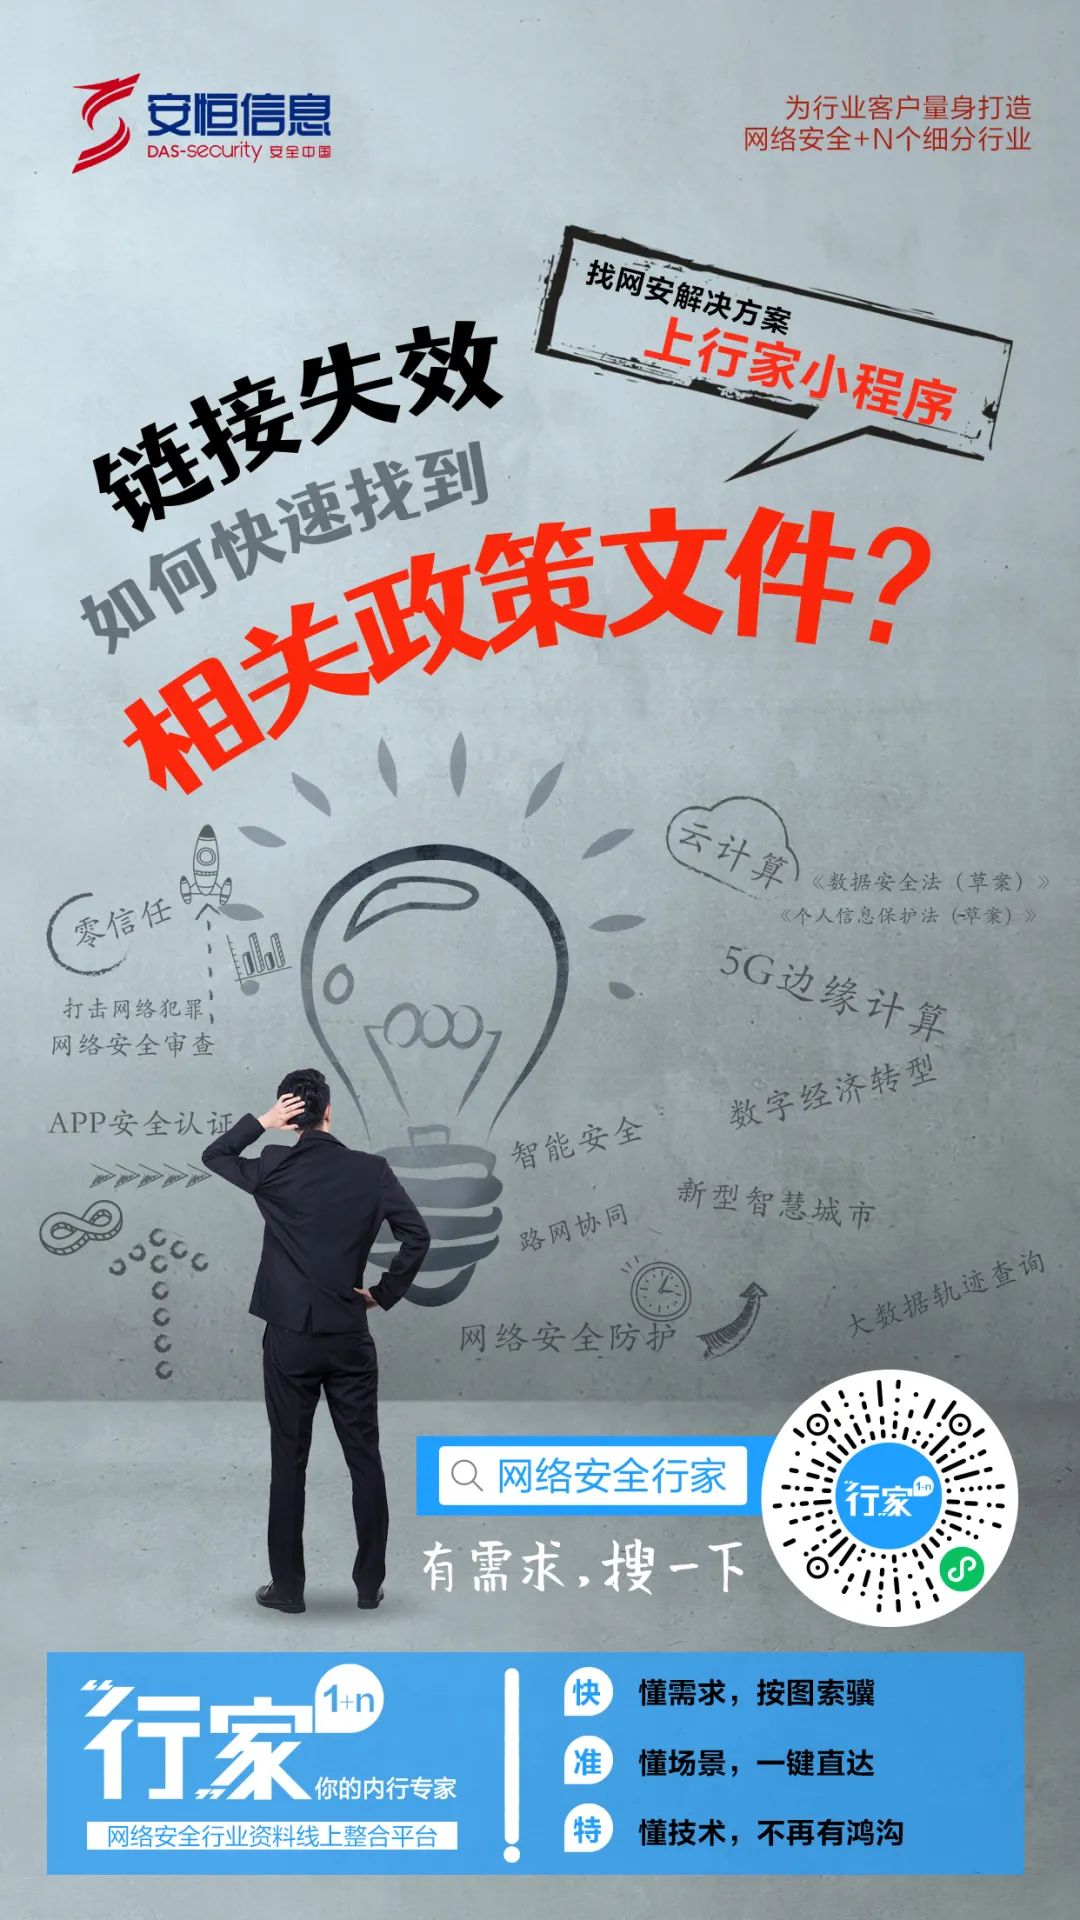 安恒信息
DAS-security 安全中国
为行业客户量身打造
网络安全+N个细分行业
找网安解决方案
上行家小程序
链接失效
如何快速找到
相关政策文件？
云计算
《数据安全法（草案）》
《个人信息保护法（草案）》
零信任
5G边缘计算
打击网络犯罪
网络安全审查
数字经济转型
APP安全认证
智能安全
新型智慧城市
路网协同
大数据轨迹查询
网络安全防护
网络安全行家
行家 1+n
有需求，搜一下
“行家” 1+n
你的内行专家
网络安全行业资料线上整合平台
快 懂需求，按图索骥
准 懂场景，一键直达
特 懂技术，不再有鸿沟